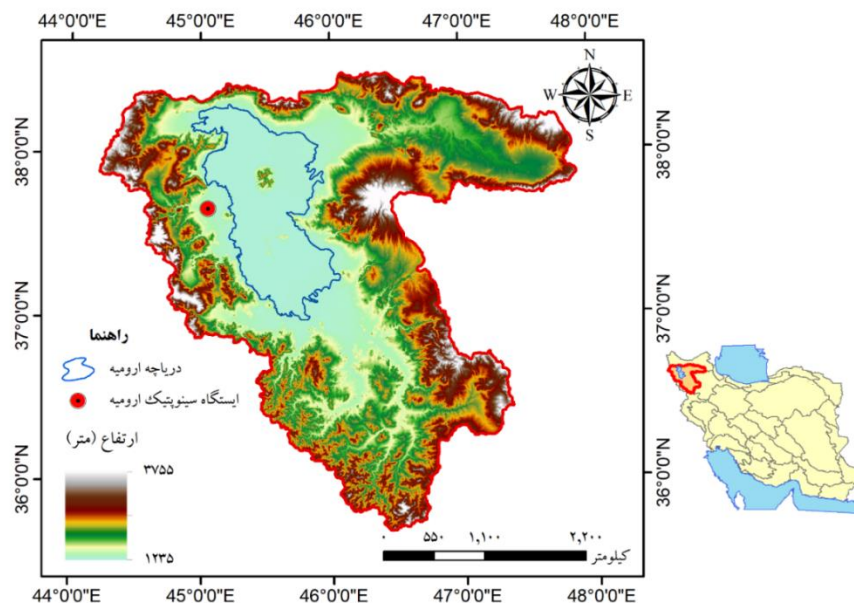 44°0'0"E 45°0'0"E 46°0'0"E 47°0'0"E 48°0'0"E
N
W E
S
38°0'0"N 38°0'0"N
37°0'0"N 37°0'0"N
راهنما
دریاچه ارومیه
ایستگاه سینوپتیک ارومیه
ارتفاع (متر)
۳۷۵۵
۱۲۳۵
36°0'0"N 36°0'0"N
۰ ۵۵۰ ۱,۱۰۰ ۲,۲۰۰
کیلومتر
44°0'0"E 45°0'0"E 46°0'0"E 47°0'0"E 48°0'0"E